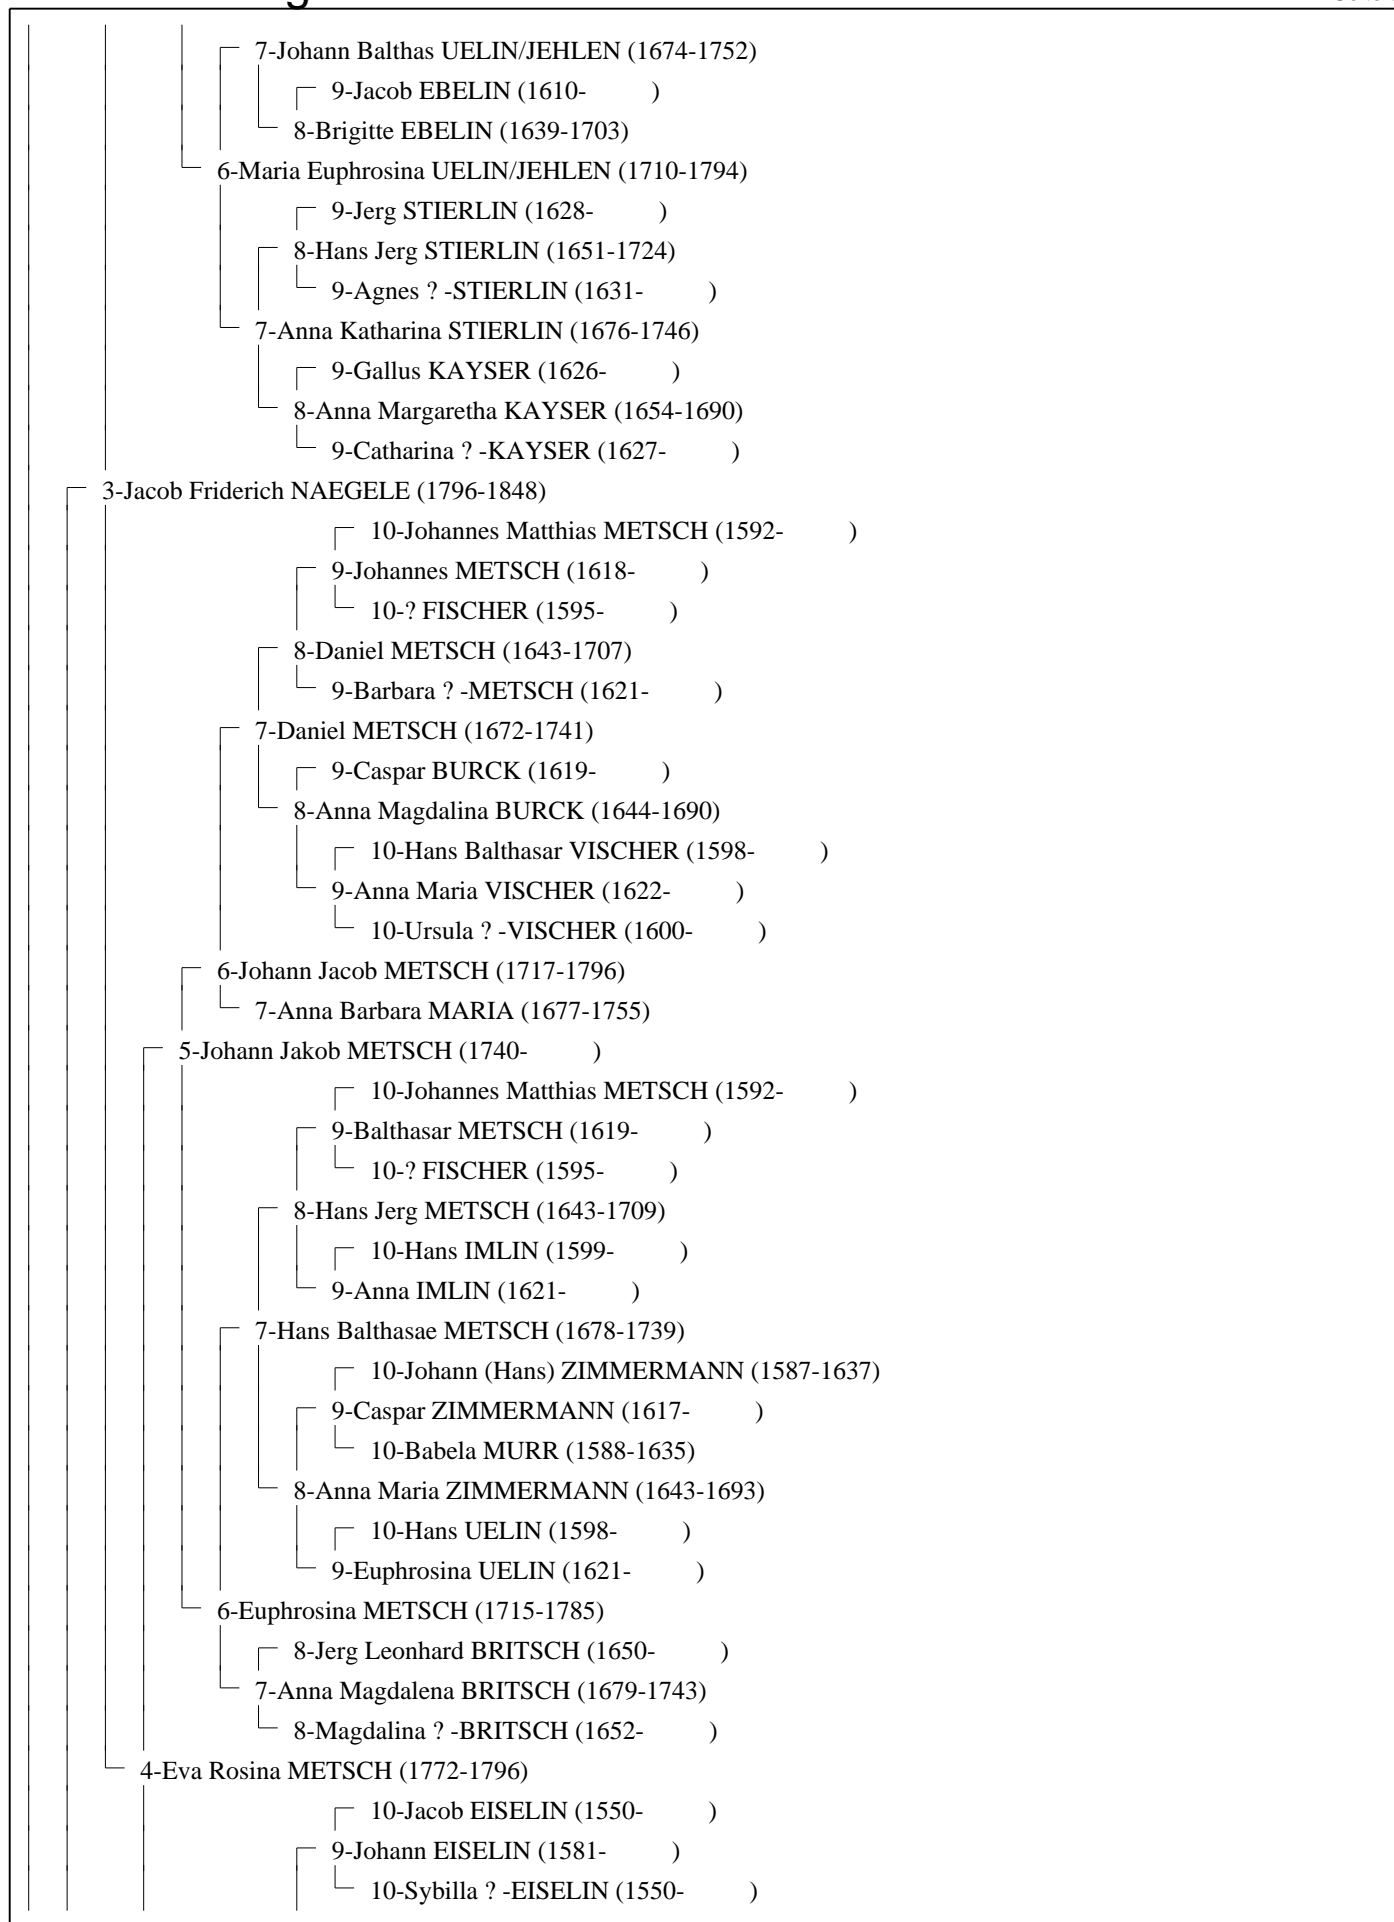 7-Johann Balthas UELIN/JEHLEN (1674-1752)
9-Jacob EBELIN (1610- )
8-Brigitte EBELIN (1639-1703)
6-Maria Euphrosina UELIN/JEHLEN (1710-1794)
9-Jerg STIERLIN (1628- )
8-Hans Jerg STIERLIN (1651-1724)
9-Agnes ? -STIERLIN (1631- )
7-Anna Katharina STIERLIN (1676-1746)
9-Gallus KAYSER (1626- )
8-Anna Margaretha KAYSER (1654-1690)
9-Catharina ? -KAYSER (1627- )
3-Jacob Friderich NAEGELE (1796-1848)
10-Johannes Matthias METSCH (1592- )
9-Johannes METSCH (1618- )
10-? FISCHER (1595- )
8-Daniel METSCH (1643-1707)
9-Barbara ? -METSCH (1621- )
7-Daniel METSCH (1672-1741)
9-Caspar BURCK (1619- )
8-Anna Magdalina BURCK (1644-1690)
10-Hans Balthasar VISCHER (1598- )
9-Anna Maria VISCHER (1622- )
10-Ursula ? -VISCHER (1600- )
6-Johann Jacob METSCH (1717-1796)
7-Anna Barbara MARIA (1677-1755)
5-Johann Jakob METSCH (1740- )
10-Johannes Matthias METSCH (1592- )
9-Balthasar METSCH (1619- )
10-? FISCHER (1595- )
8-Hans Jerg METSCH (1643-1709)
10-Hans IMLIN (1599- )
9-Anna IMLIN (1621- )
7-Hans Balthasae METSCH (1678-1739)
10-Johann (Hans) ZIMMERMANN (1587-1637)
9-Caspar ZIMMERMANN (1617- )
10-Babela MURR (1588-1635)
8-Anna Maria ZIMMERMANN (1643-1693)
10-Hans UELIN (1598- )
9-Euphrosina UELIN (1621- )
6-Euphrosina METSCH (1715-1785)
8-Jerg Leonhard BRITSCH (1650- )
7-Anna Magdalena BRITSCH (1679-1743)
8-Magdalina ? -BRITSCH (1652- )
4-Eva Rosina METSCH (1772-1796)
10-Jacob EISELIN (1550- )
9-Johann EISELIN (1581- )
10-Sybilla ? -EISELIN (1550- )